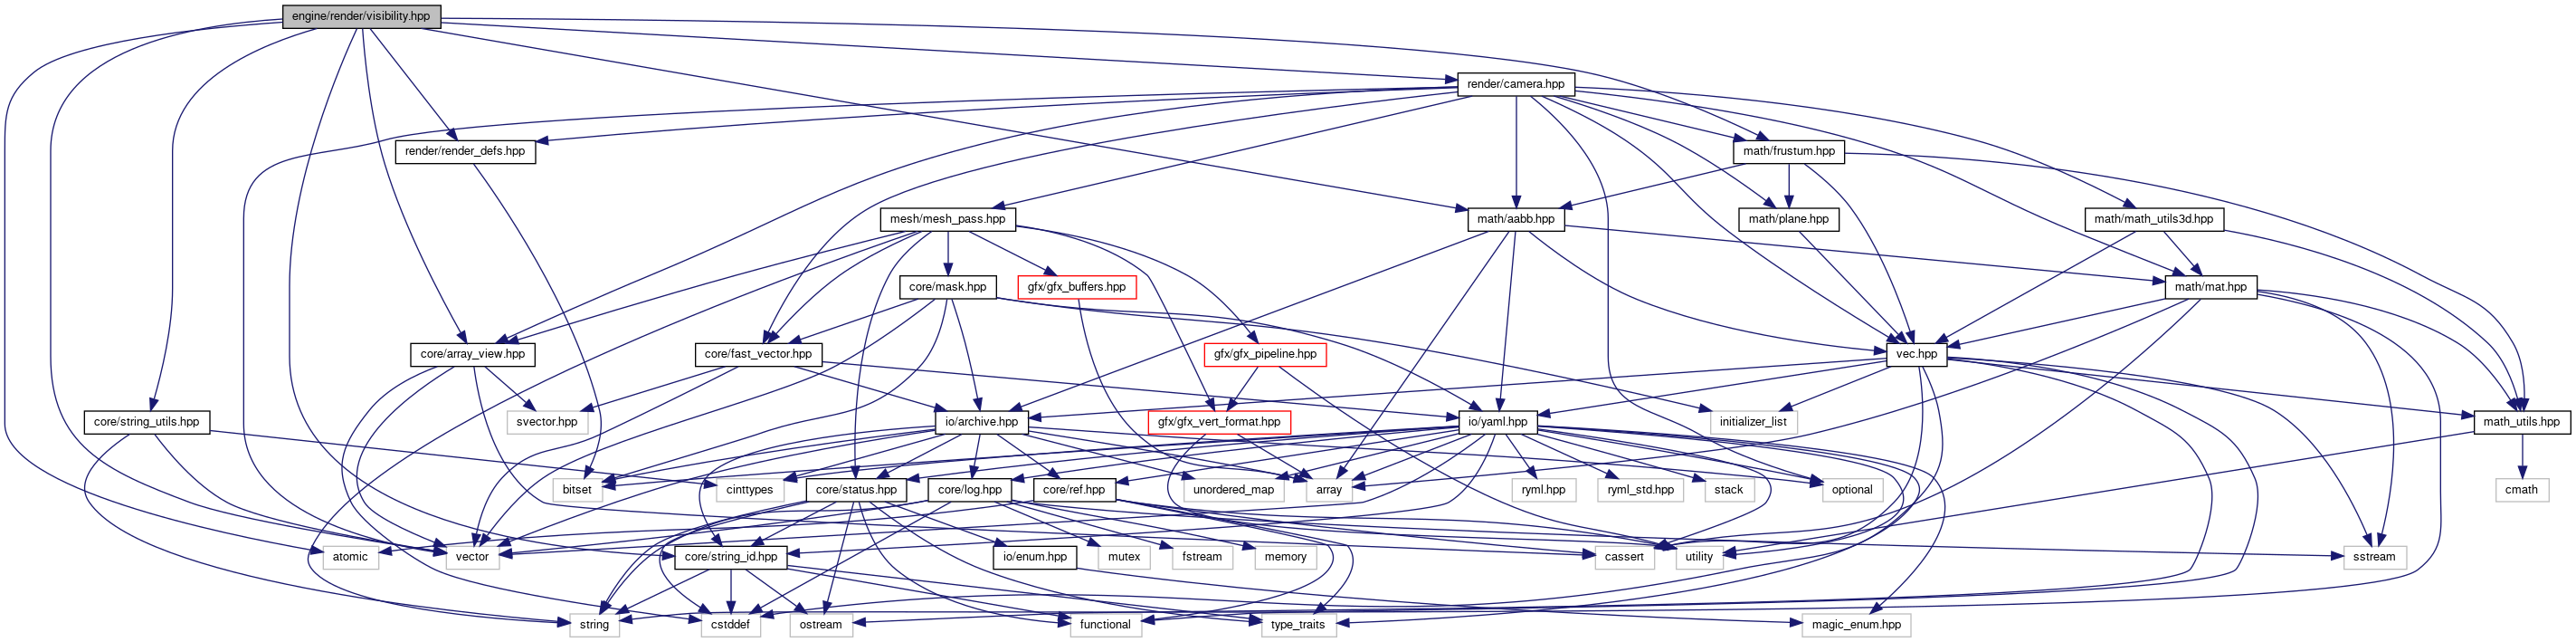 engine/render/visibility.hpp
render/camera.hpp
render/render_defs.hpp
math/frustum.hpp
mesh/mesh_pass.hpp
math/aabb.hpp
math/plane.hpp
math/math_utils3d.hpp
core/mask.hpp
gfx/gfx_buffers.hpp
math/mat.hpp
core/array_view.hpp
core/fast_vector.hpp
gfx/gfx_pipeline.hpp
vec.hpp
core/string_utils.hpp
svector.hpp
io/archive.hpp
gfx/gfx_vert_format.hpp
io/yaml.hpp
initializer_list
math_utils.hpp
bitset
cinttypes
core/status.hpp
core/log.hpp
core/ref.hpp
unordered_map
array
ryml.hpp
ryml_std.hpp
stack
optional
cmath
atomic
vector
core/string_id.hpp
io/enum.hpp
mutex
fstream
memory
cassert
utility
sstream
string
cstddef
ostream
functional
type_traits
magic_enum.hpp